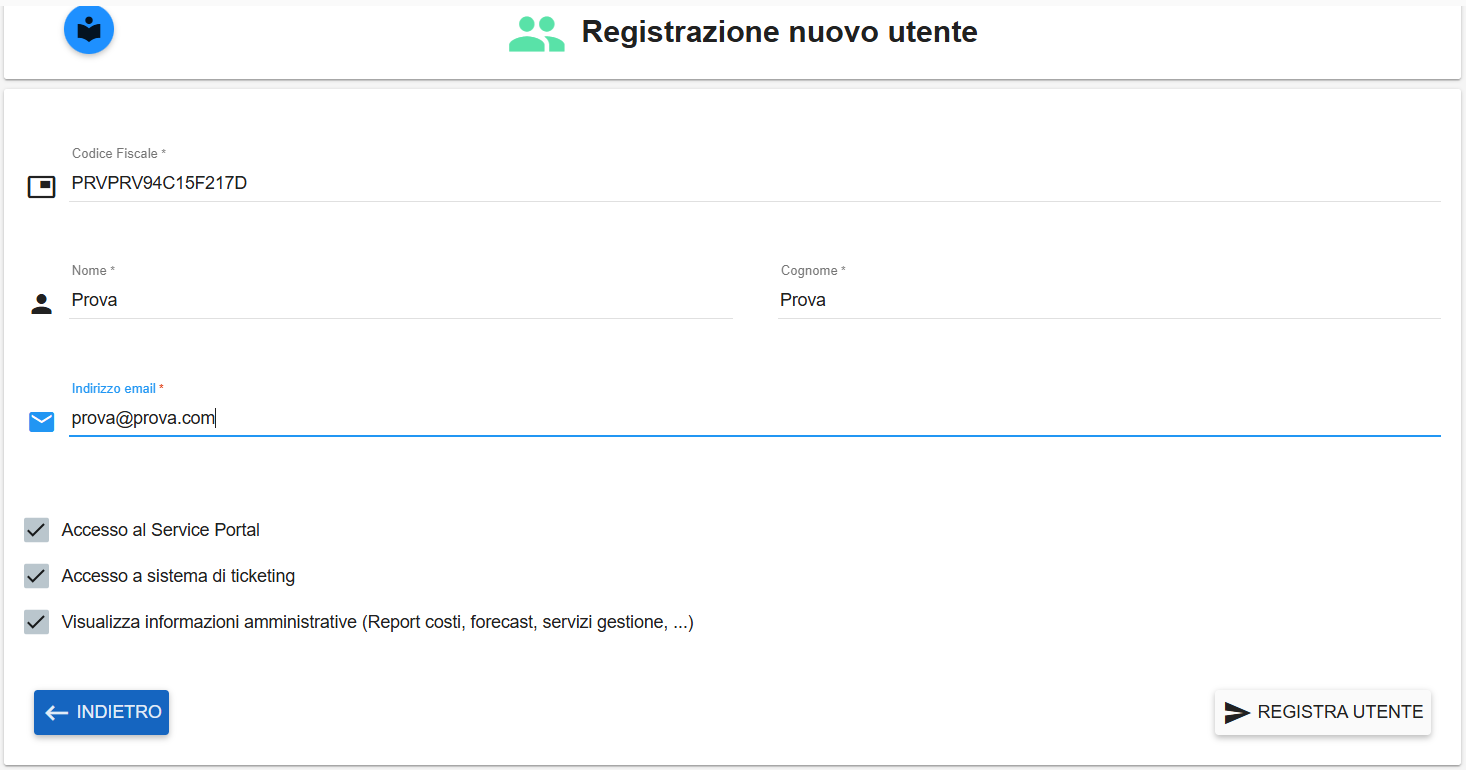 Registrazione nuovo utente
Codice Fiscale *
PRVPRV94C15F217D
Nome *
Cognome *
Prova
Prova
Indirizzo email *
prova@prova.com
Accesso al Service Portal
Accesso a sistema di ticketing
Visualizza informazioni amministrative (Report costi, forecast, servizi gestione, ...)
INDIETRO
REGISTRA UTENTE